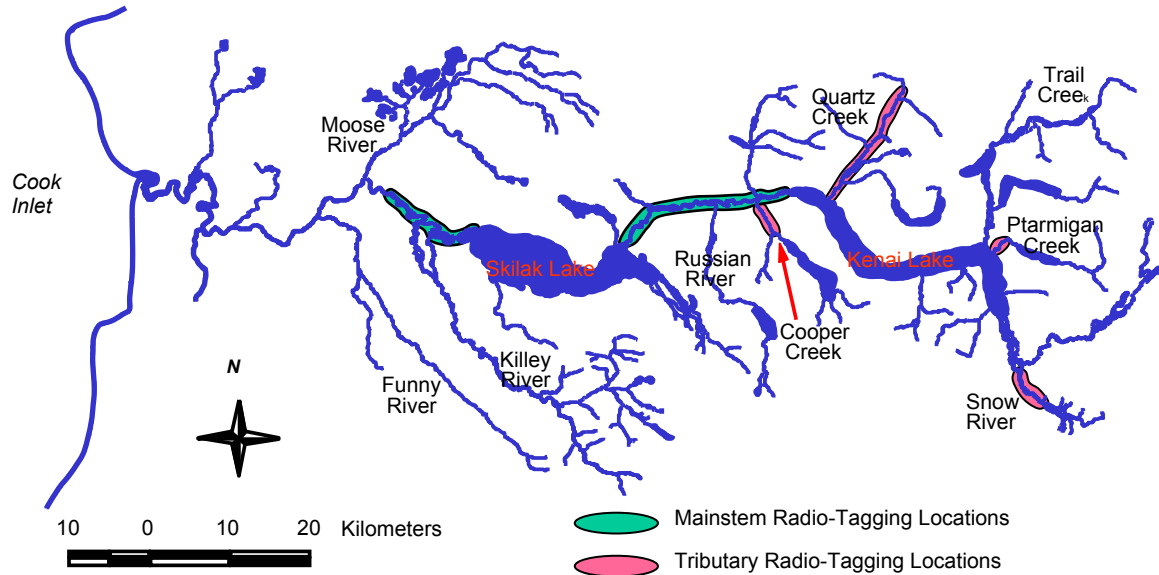 Trail
Creek
Quartz
Creek
Moose
River
Cook
Inlet
Ptarmigan
Creek
Russian
River
Kenai Lake
Skilak Lake
Cooper
Creek
Killey
River
Funny
River
N
Snow
River
10 0 10 20 Kilometers
Mainstem Radio-Tagging Locations
Tributary Radio-Tagging Locations